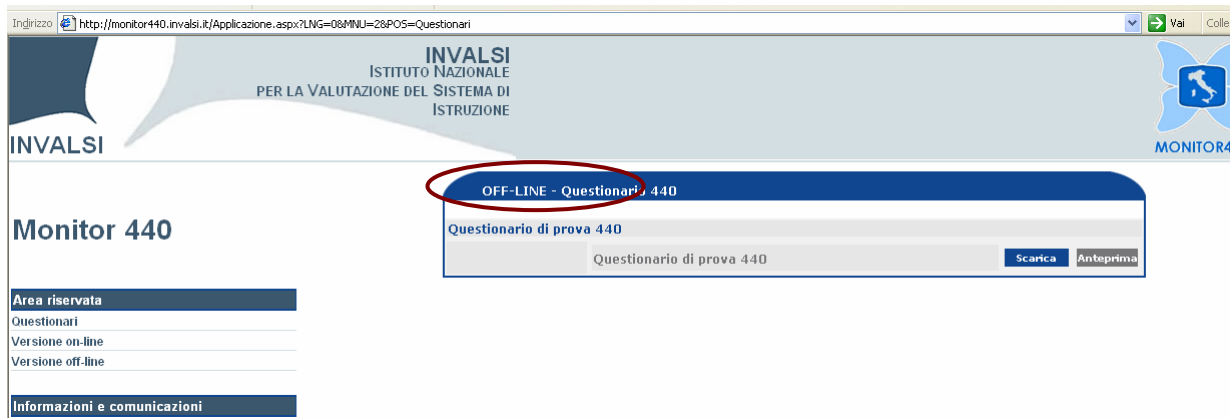 Indirizzo http://monitor440.invalsi.it/Applicazione.aspx?LNG=0&MNU=2&POS=Questionari Vai
INVALSI
ISTITUTO NAZIONALE
PER LA VALUTAZIONE DEL SISTEMA DI
ISTRUZIONE
INVALSI
OFF-LINE - Questionario 440
Monitor 440
Questionario di prova 440
Questionario di prova 440 Scarica Anteprima
Area riservata
Questionari
Versione on-line
Versione off-line
Informazioni e comunicazioni